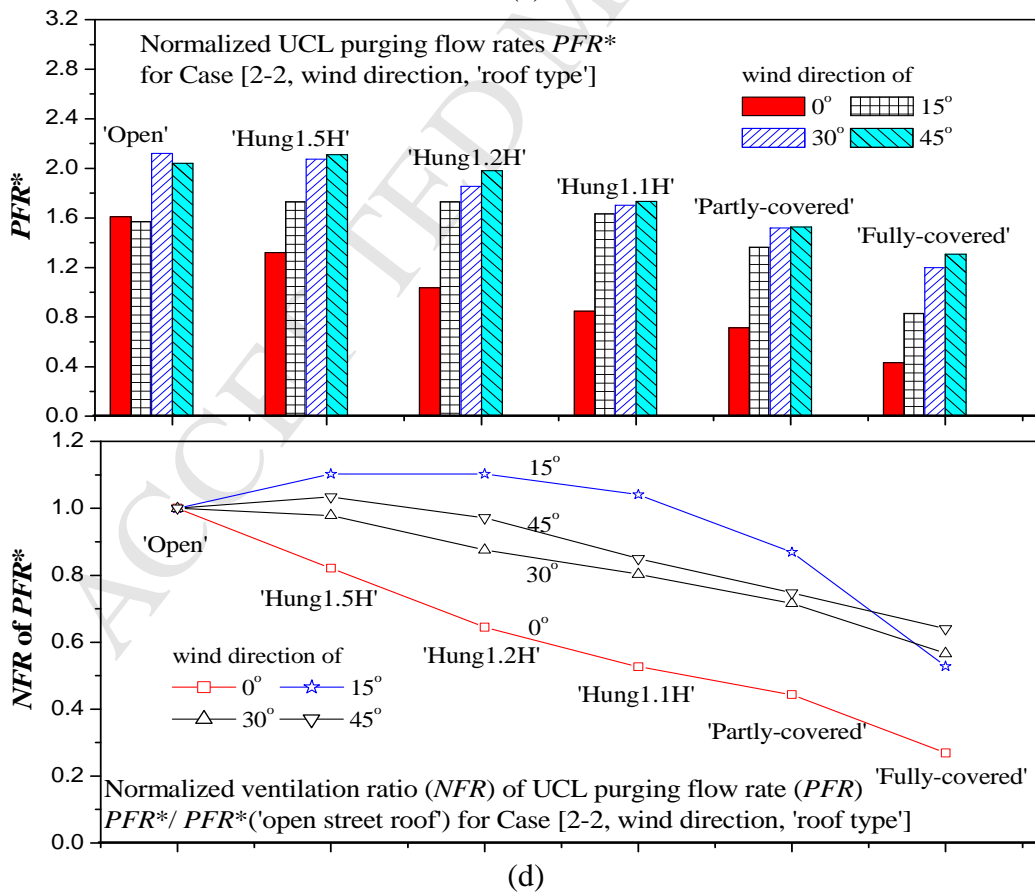 3.2
2.8
2.4
2.0
1.6
1.2
0.8
0.4
0.0
PFR*
Normalized UCL purging flow rates PFR*
for Case [2-2, wind direction, 'roof type']
wind direction of
0° 15°
30° 45°
'Open'
'Hung1.5H'
'Hung1.2H'
'Hung1.1H'
'Partly-covered'
'Fully-covered'
1.2
1.0
0.8
0.6
0.4
0.2
0.0
NFR of PFR*
15°
45°
30°
0°
'Open'
'Hung1.5H'
'Hung1.2H'
'Hung1.1H'
'Partly-covered'
'Fully-covered'
wind direction of
0° 15°
30° 45°
Normalized ventilation ratio (NFR) of UCL purging flow rate (PFR)
PFR*/ PFR*('open street roof') for Case [2-2, wind direction, 'roof type']
(d)